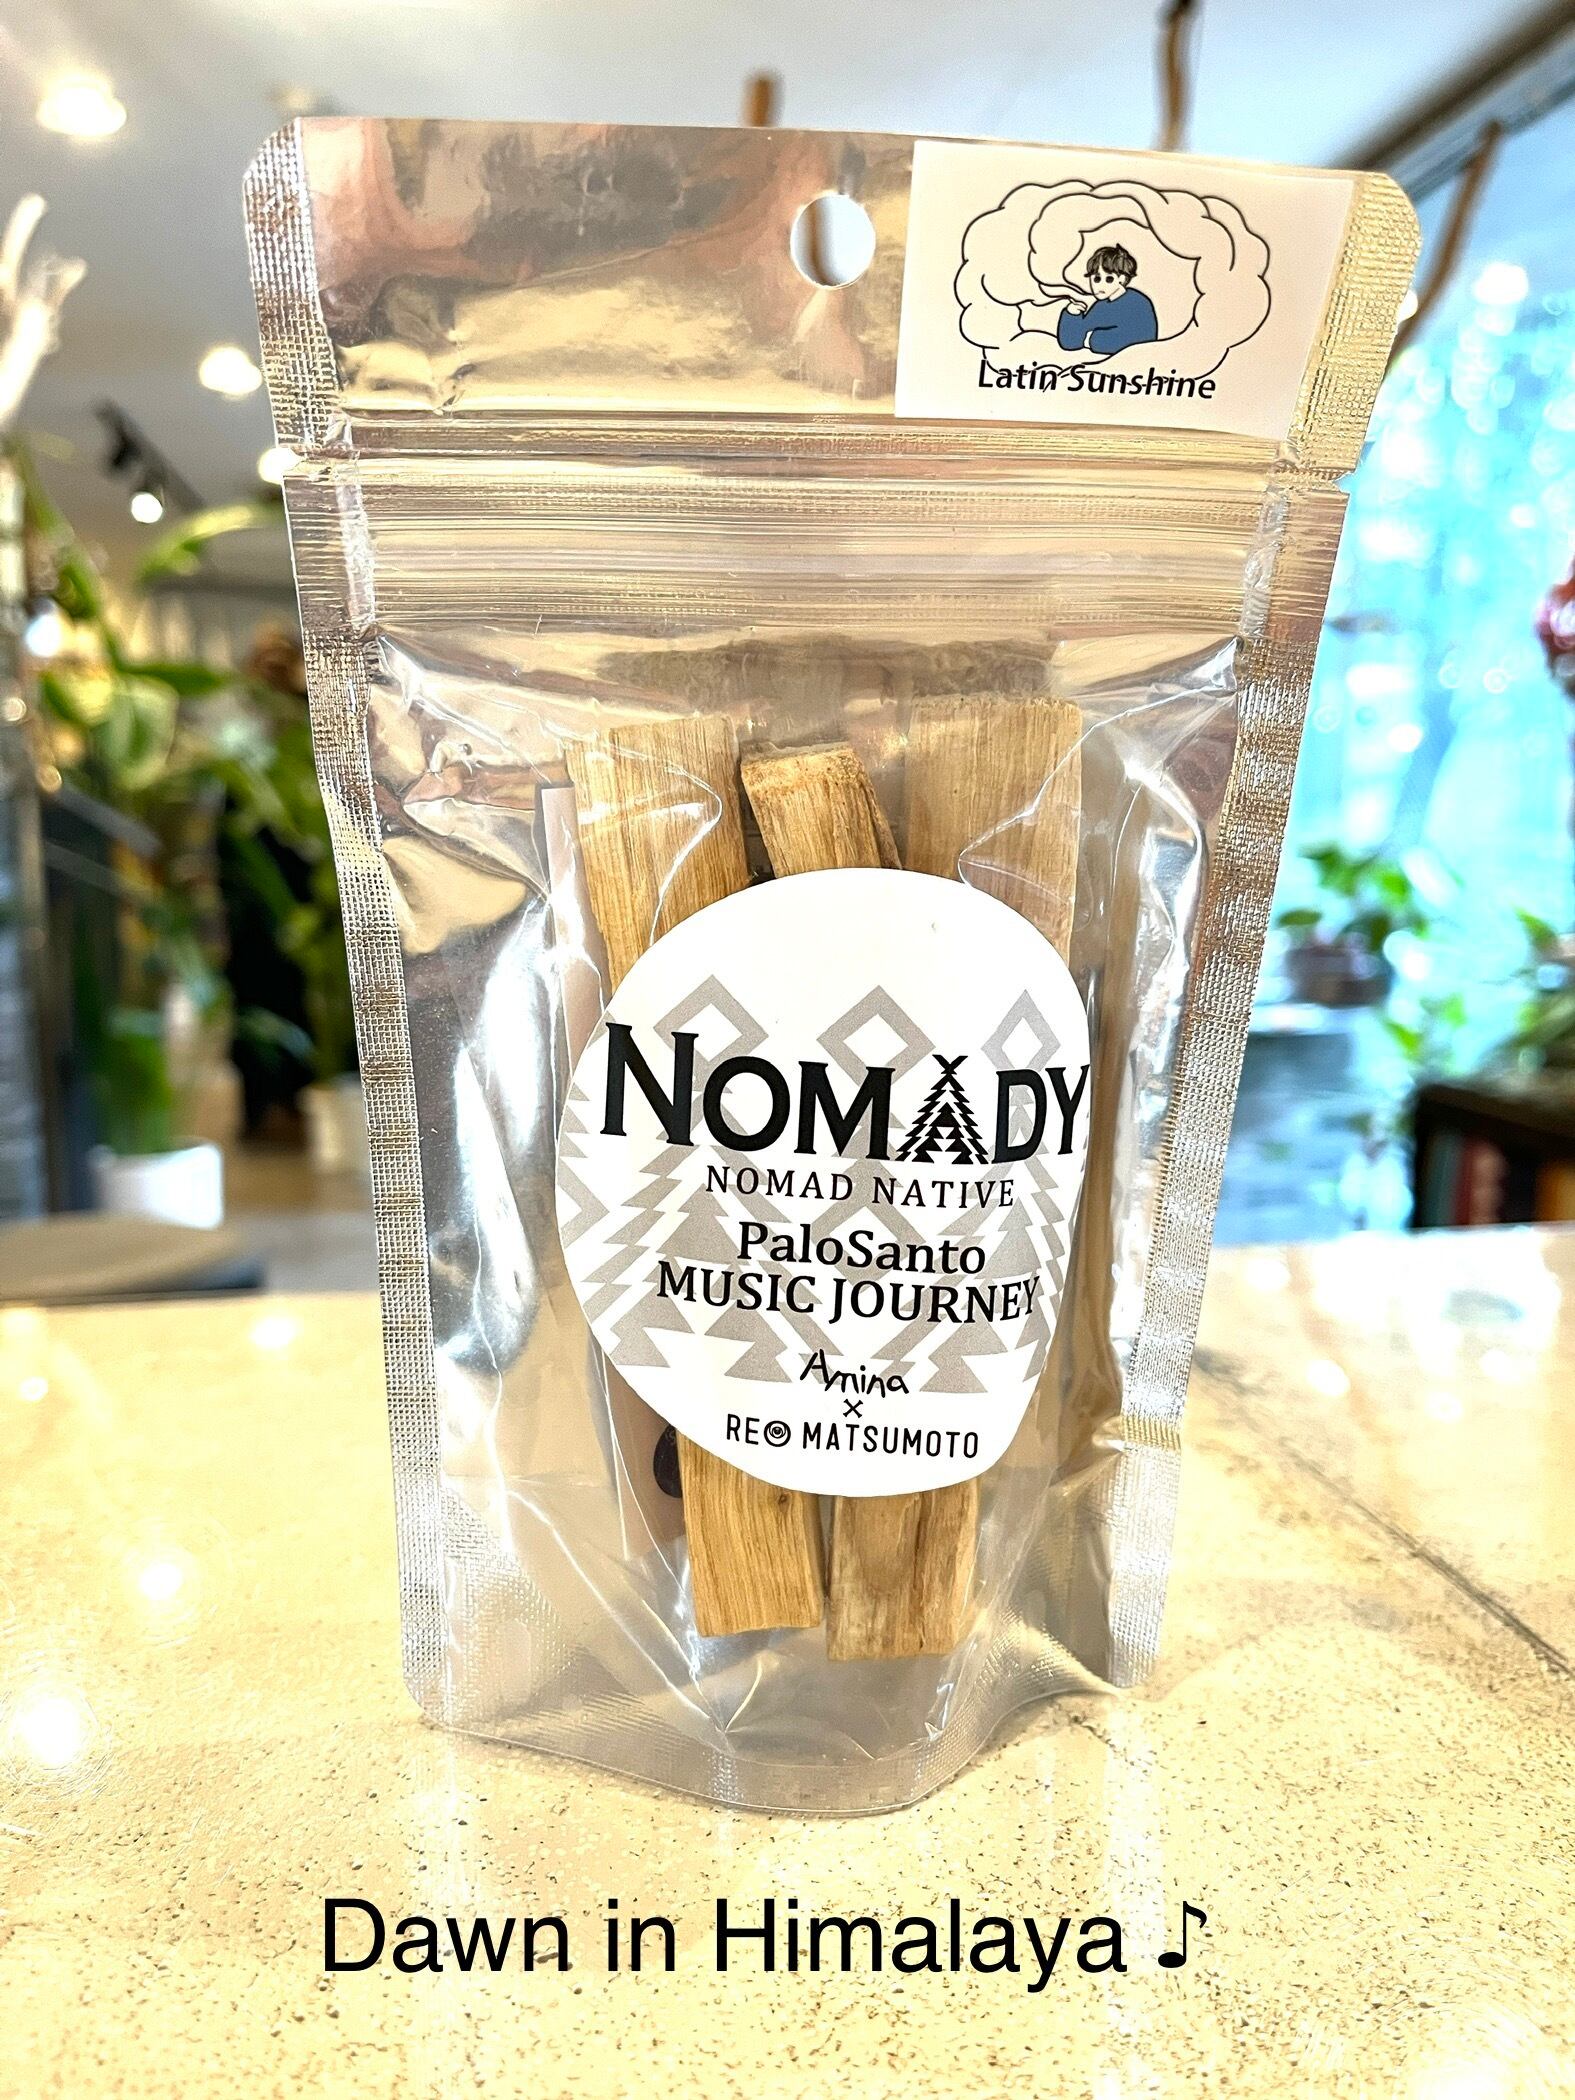 Latin Sunshine
NOMADY
NOMAD NATIVE
PaloSanto
MUSIC JOURNEY
Amina
×
REO MATSUMOTO
Dawn in Himalaya ♪